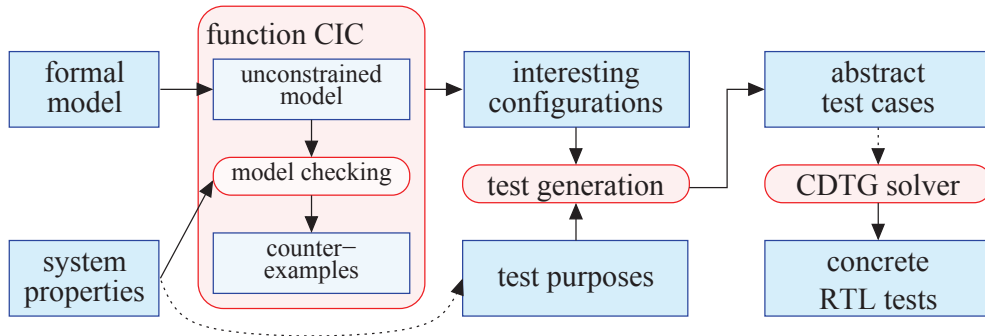 function CIC
formal
model
unconstrained
model
model checking
counter−
examples
system
properties
interesting
configurations
test generation
test purposes
abstract
test cases
CDTG solver
concrete
RTL tests